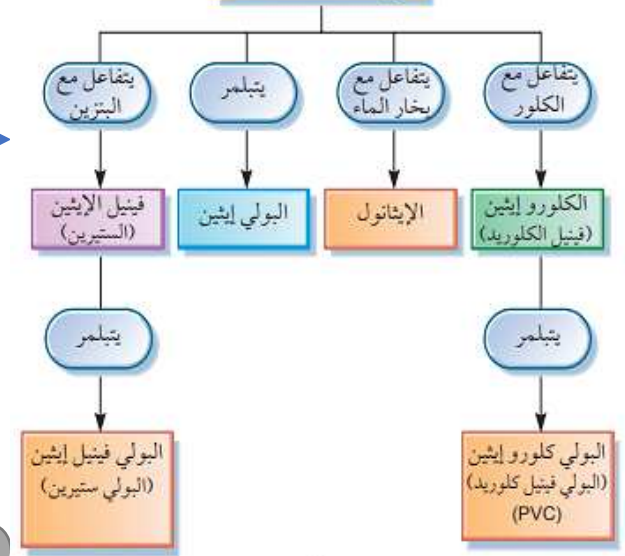 يتفاعل مع
الكلور
يتفاعل مع
بخار الماء
يتبلمر
يتفاعل مع
البنزين
الكلورو إيثين
(فينيل الكلوريد)
الإيثانول
البولي إيثين
فينيل الإيثين
(الستيرين)
يتبلمر
يتبلمر
البولي كلورو إيثين
(البولي فينيل كلوريد)
(PVC)
البولي فينيل إيثين
(البولي ستيرين)